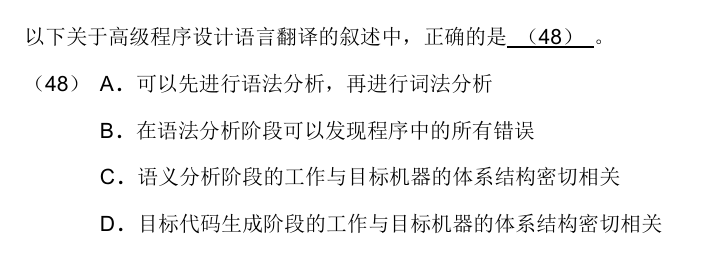 以下关于高级程序设计语言翻译的叙述中，正确的是（48）。
（48） A．可以先进行语法分析，再进行词法分析
B．在语法分析阶段可以发现程序中的所有错误
C．语义分析阶段的工作与目标机器的体系结构密切相关
D．目标代码生成阶段的工作与目标机器的体系结构密切相关